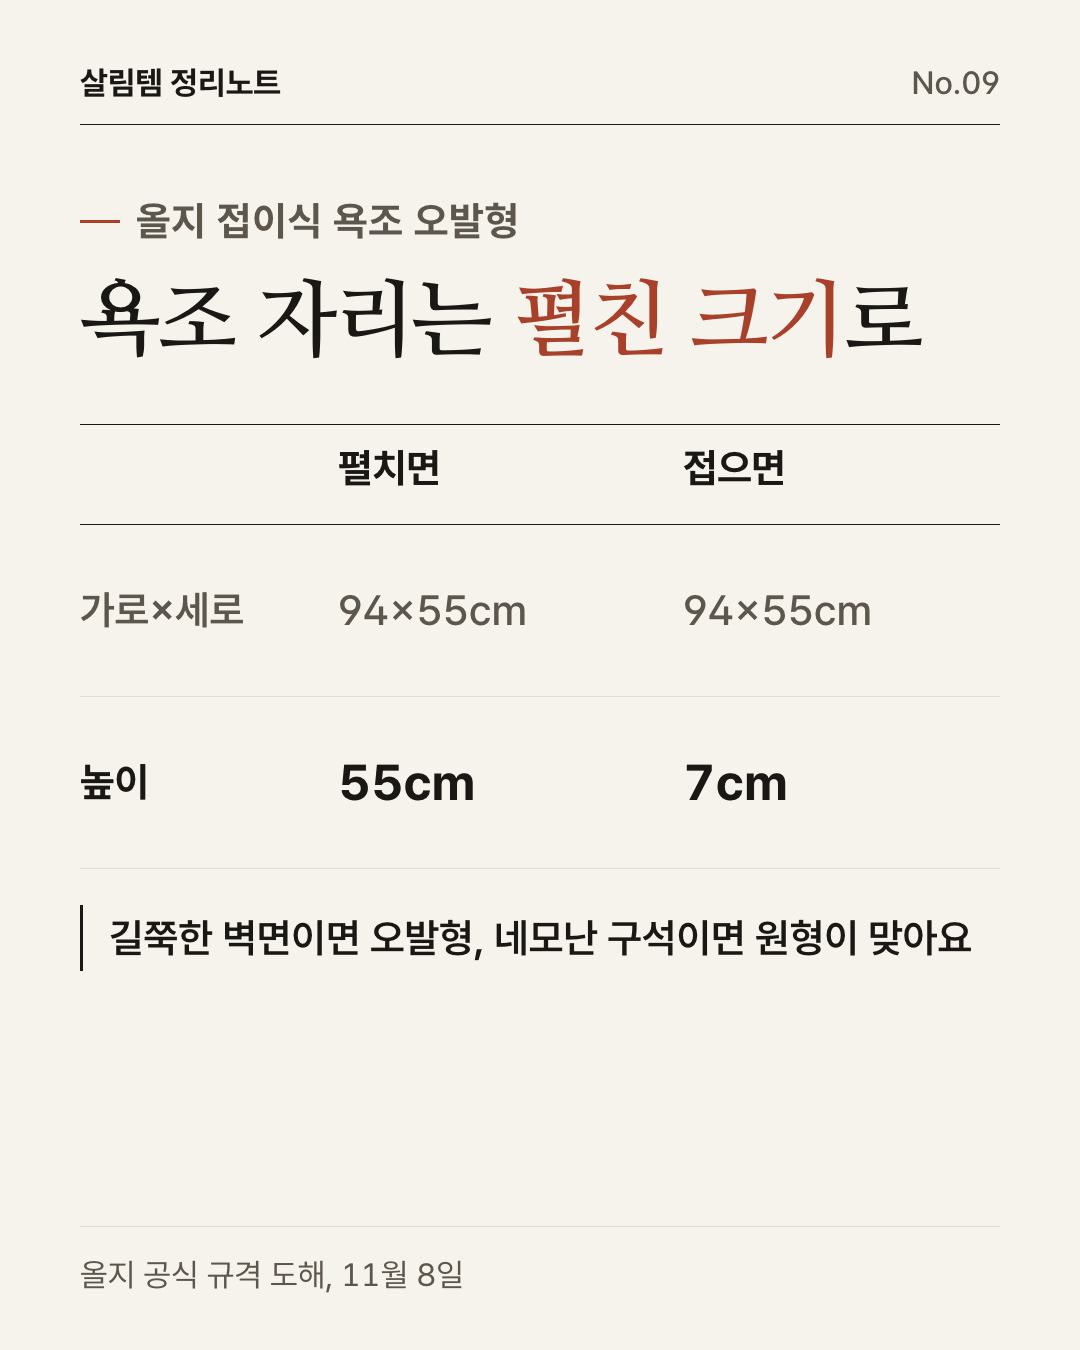 살림템 정리노트
No.09
올지 접이식 욕조 오발형
욕조 자리는 펼친 크기로
펼치면 접으면
가로×세로 94×55cm 94×55cm
높이 55cm 7cm
길쭉한 벽면이면 오발형, 네모난 구석이면 원형이 맞아요
올지 공식 규격 도해, 11월 8일